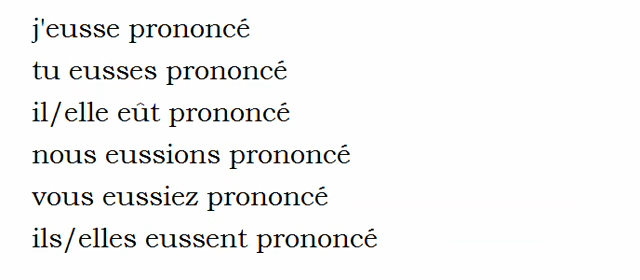 j'eusse prononcé
tu eusses prononcé
il/elle eût prononcé
nous eussions prononcé
vous eussiez prononcé
ils/elles eussent prononcé